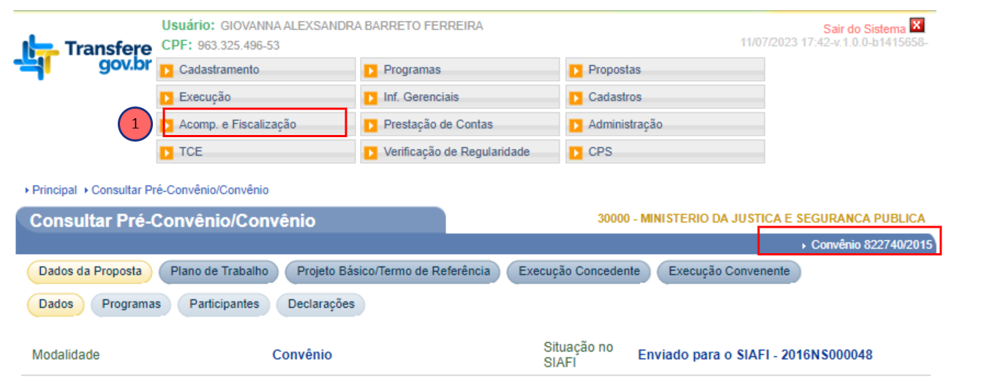 Usuário: GIOVANNA ALEXSANDRA BARRETO FERREIRA
Sair do Sistema
Transfere
gov.br
CPF: 963.325.496-53
11/07/2023 17:42-v.1.0.0-b1415658-
Cadastramento Programas Propostas
Execução Inf. Gerenciais Cadastros
1 Acomp. e Fiscalização Prestação de Contas Administração
TCE Verificação de Regularidade CPS
Principal Consultar Pré-Convênio/Convênio
Consultar Pré-Convênio/Convênio 30000 - MINISTERIO DA JUSTICA E SEGURANCA PUBLICA
Convênio 822740/2015
Dados da Proposta Plano de Trabalho Projeto Básico/Termo de Referência Execução Concedente Execução Convenente
Dados Programas Participantes Declarações
Modalidade Convênio Situação no
SIAFI Enviado para o SIAFI - 2016NS000048